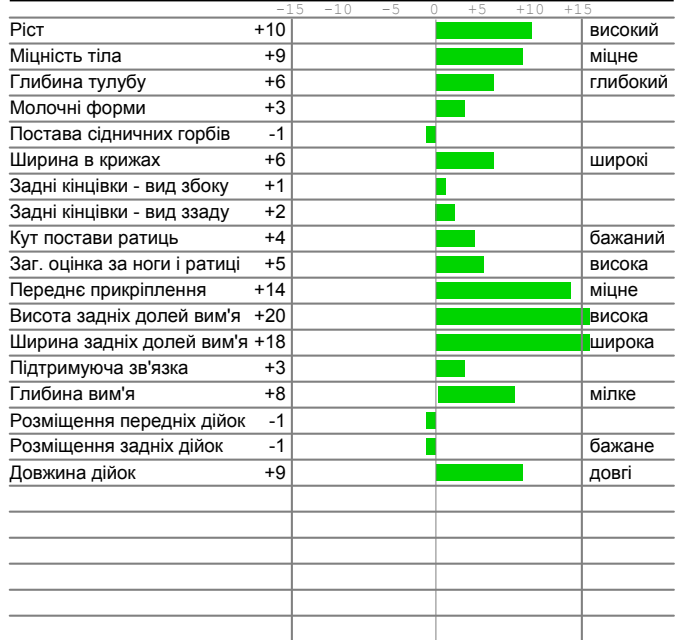 -15 -10 -5 0 +5 +10 +15
Ріст +10 високий
Міцність тіла +9 міцне
Глибина тулубу +6 глибокий
Молочні форми +3
Постава сідничних горбів -1
Ширина в крижах +6 широкі
Задні кінцівки - вид збоку +1
Задні кінцівки - вид ззаду +2
Кут постави ратиць +4 бажаний
Заг. оцінка за ноги і ратиці +5 висока
Переднє прикріплення +14 міцне
Висота задніх долей вим'я +20 висока
Ширина задніх долей вим'я +18 широка
Підтримуюча зв'язка +3
Глибина вим'я +8 мілке
Розміщення передніх дійок -1
Розміщення задніх дійок -1 бажане
Довжина дійок +9 довгі